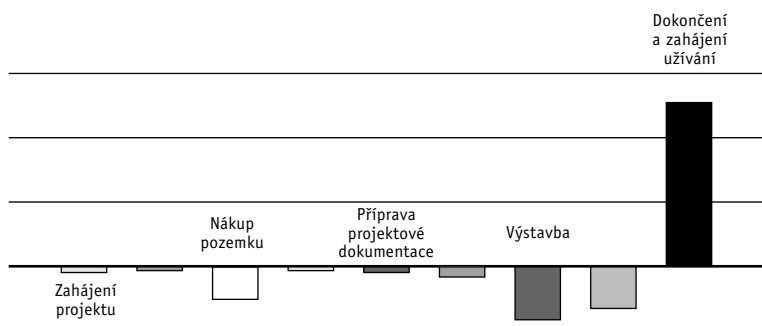 Dokončení
a zahájení
užívání
Nákup
pozemku
Příprava
projektové
dokumentace
Výstavba
Zahájení
projektu